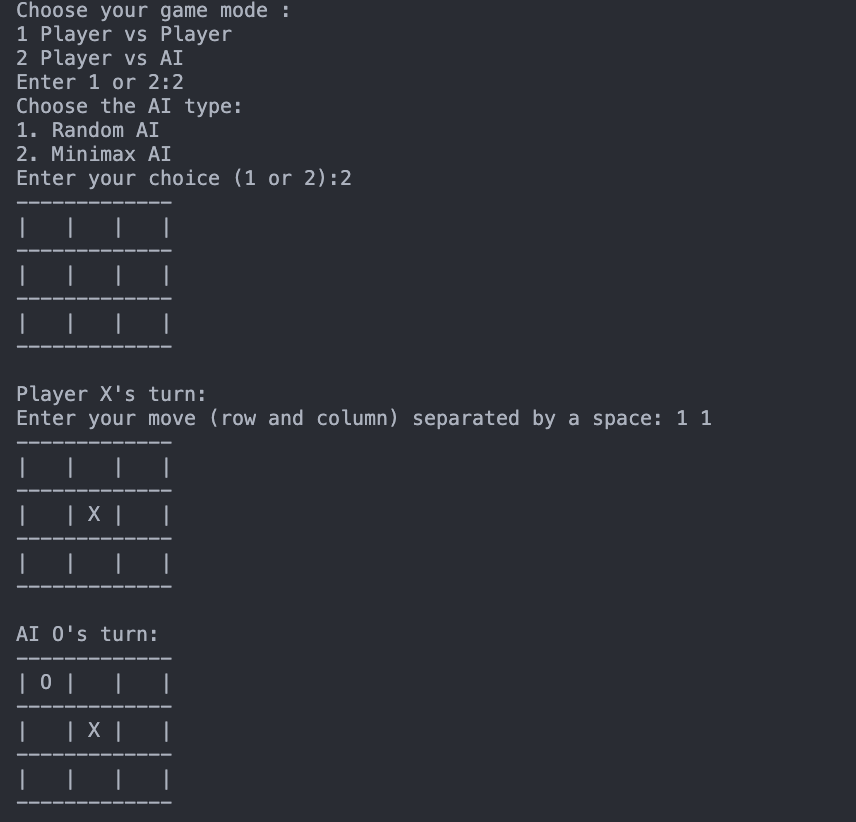 Choose your game mode :
1 Player vs Player
2 Player vs AI
Enter 1 or 2:2
Choose the AI type:
1. Random AI
2. Minimax AI
Enter your choice (1 or 2):2
-------------
|   |   |   |
-------------
|   |   |   |
-------------
|   |   |   |
-------------

Player X's turn:
Enter your move (row and column) separated by a space: 1 1
-------------
|   |   |   |
-------------
|   | X |   |
-------------
|   |   |   |
-------------

AI O's turn:
-------------
| O |   |   |
-------------
|   | X |   |
-------------
|   |   |   |
-------------